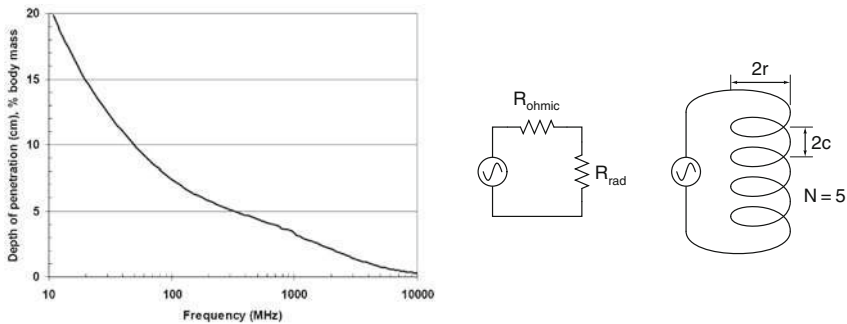 Depth of penetration (cm), % body mass
20
15
10
5
0
10 100 1000 10000
Frequency (MHz)
R_ohmic
R_rad
2r
2c
N = 5